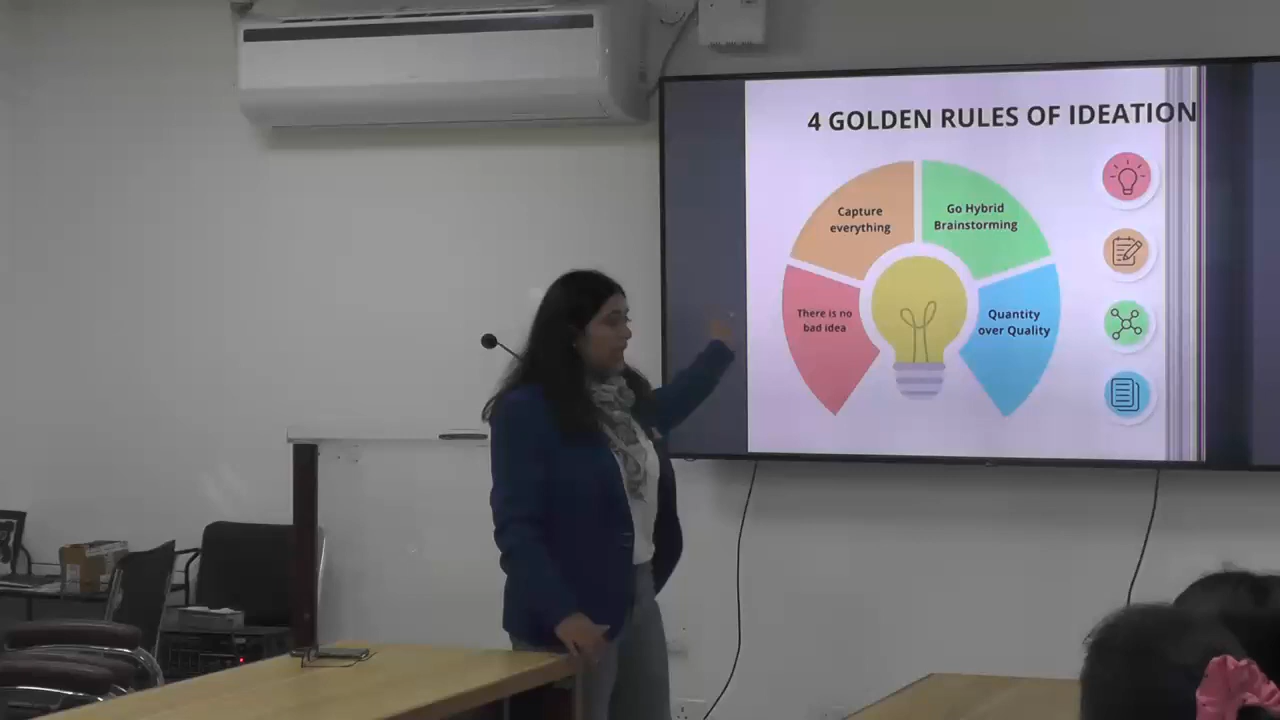 4 GOLDEN RULES OF IDEATION
Capture
everything
Go Hybrid
Brainstorming
There is no
bad idea
Quantity
over Quality